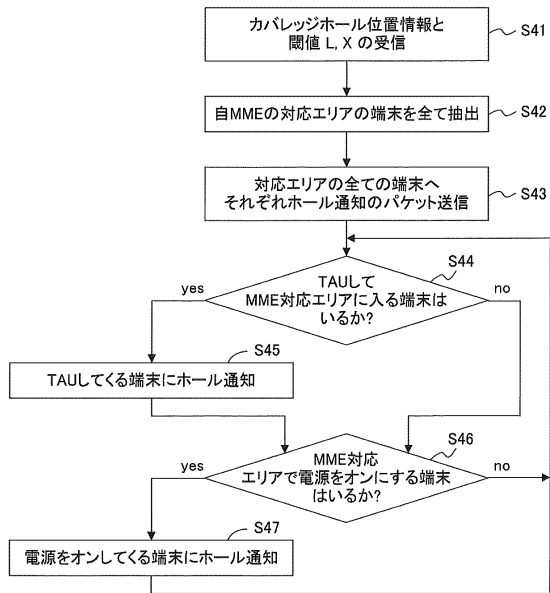 カバレッジホール位置情報と
閾値 L, X の受信
S41
自MMEの対応エリアの端末を全て抽出
S42
対応エリアの全ての端末へ
それぞれホール通知のパケット送信
S43
S44
yes
TAUして
MME対応エリアに入る端末は
いるか?
no
S45
TAUしてくる端末にホール通知
S46
yes
MME対応
エリアで電源をオンにする端末
はいるか?
no
S47
電源をオンしてくる端末にホール通知